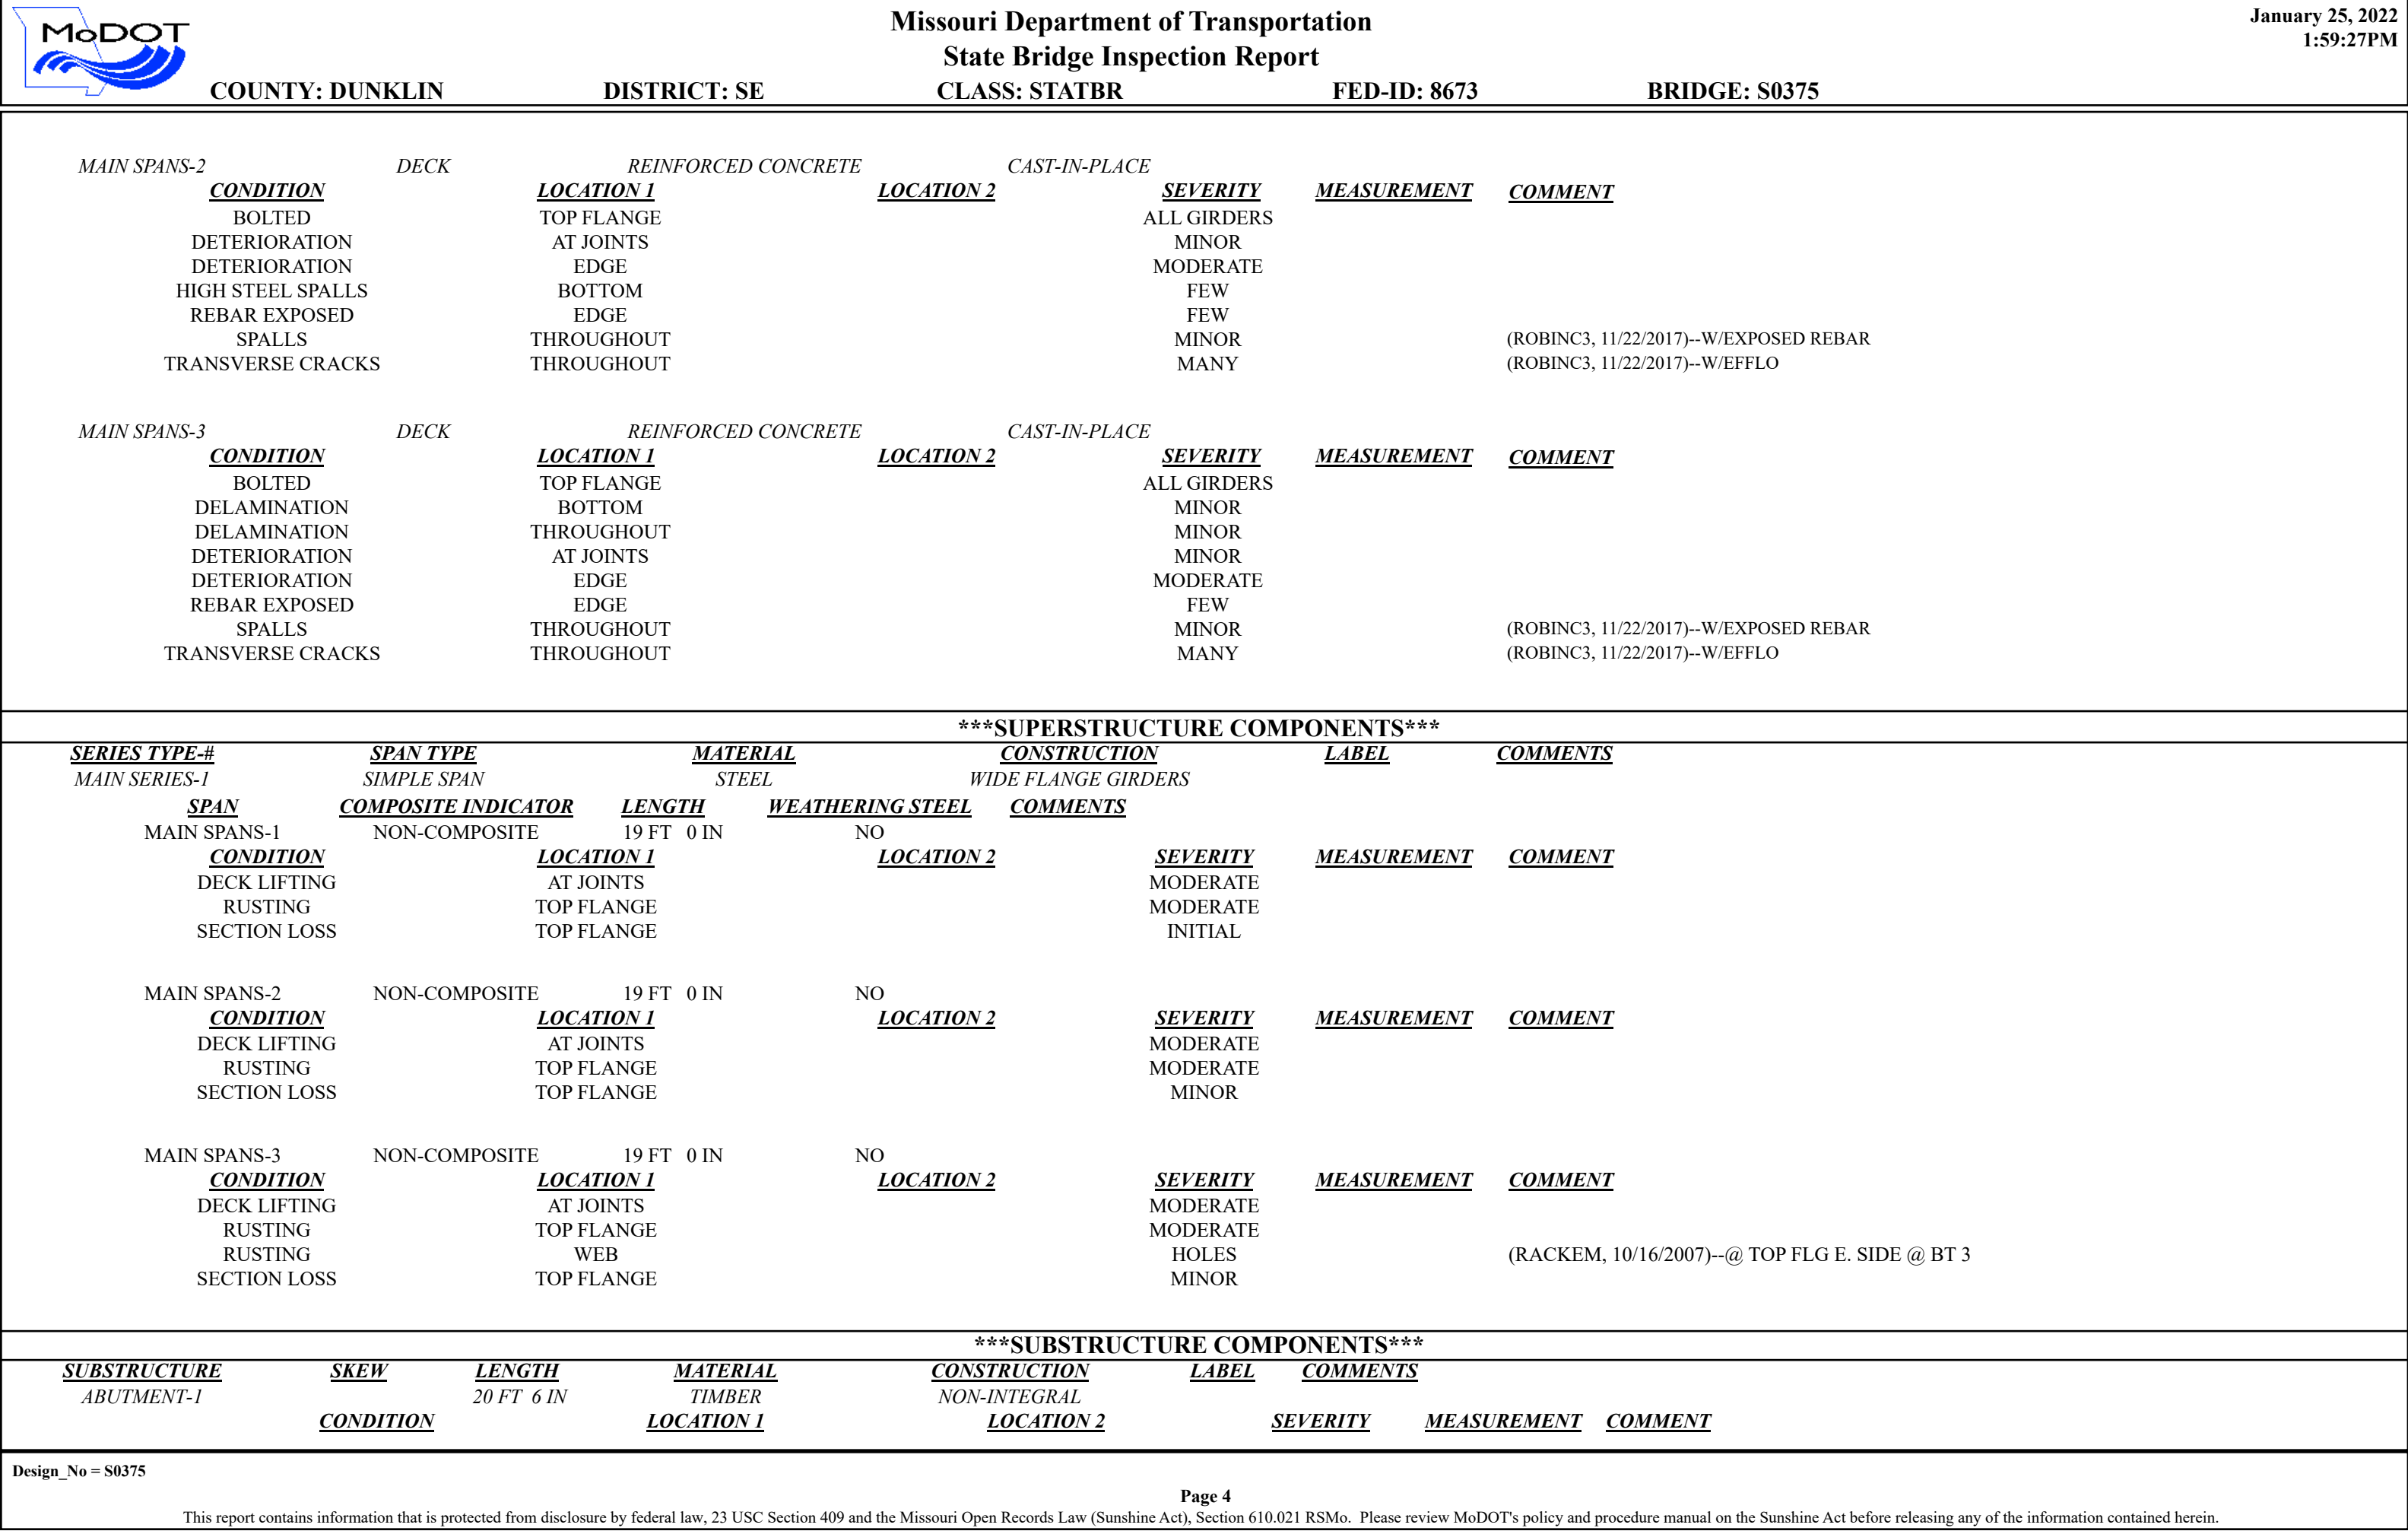 MoDOT
Missouri Department of Transportation
State Bridge Inspection Report
January 25, 2022
1:59:27PM
COUNTY: DUNKLIN DISTRICT: SE CLASS: STATBR FED-ID: 8673 BRIDGE: S0375
MAIN SPANS-2 DECK REINFORCED CONCRETE CAST-IN-PLACE
CONDITION LOCATION 1 LOCATION 2 SEVERITY MEASUREMENT COMMENT
BOLTED TOP FLANGE ALL GIRDERS
DETERIORATION AT JOINTS MINOR
DETERIORATION EDGE MODERATE
HIGH STEEL SPALLS BOTTOM FEW
REBAR EXPOSED EDGE FEW
SPALLS THROUGHOUT MINOR (ROBINC3, 11/22/2017)--W/EXPOSED REBAR
TRANSVERSE CRACKS THROUGHOUT MANY (ROBINC3, 11/22/2017)--W/EFFLO
MAIN SPANS-3 DECK REINFORCED CONCRETE CAST-IN-PLACE
CONDITION LOCATION 1 LOCATION 2 SEVERITY MEASUREMENT COMMENT
BOLTED TOP FLANGE ALL GIRDERS
DELAMINATION BOTTOM MINOR
DELAMINATION THROUGHOUT MINOR
DETERIORATION AT JOINTS MINOR
DETERIORATION EDGE MODERATE
REBAR EXPOSED EDGE FEW
SPALLS THROUGHOUT MINOR (ROBINC3, 11/22/2017)--W/EXPOSED REBAR
TRANSVERSE CRACKS THROUGHOUT MANY (ROBINC3, 11/22/2017)--W/EFFLO
***SUPERSTRUCTURE COMPONENTS***
SERIES TYPE-# SPAN TYPE MATERIAL CONSTRUCTION LABEL COMMENTS
MAIN SERIES-1 SIMPLE SPAN STEEL WIDE FLANGE GIRDERS
SPAN COMPOSITE INDICATOR LENGTH WEATHERING STEEL COMMENTS
MAIN SPANS-1 NON-COMPOSITE 19 FT 0 IN NO
CONDITION LOCATION 1 LOCATION 2 SEVERITY MEASUREMENT COMMENT
DECK LIFTING AT JOINTS MODERATE
RUSTING TOP FLANGE MODERATE
SECTION LOSS TOP FLANGE INITIAL
MAIN SPANS-2 NON-COMPOSITE 19 FT 0 IN NO
CONDITION LOCATION 1 LOCATION 2 SEVERITY MEASUREMENT COMMENT
DECK LIFTING AT JOINTS MODERATE
RUSTING TOP FLANGE MODERATE
SECTION LOSS TOP FLANGE MINOR
MAIN SPANS-3 NON-COMPOSITE 19 FT 0 IN NO
CONDITION LOCATION 1 LOCATION 2 SEVERITY MEASUREMENT COMMENT
DECK LIFTING AT JOINTS MODERATE
RUSTING TOP FLANGE MODERATE
RUSTING WEB HOLES (RACKEM, 10/16/2007)--@ TOP FLG E. SIDE @ BT 3
SECTION LOSS TOP FLANGE MINOR
***SUBSTRUCTURE COMPONENTS***
SUBSTRUCTURE SKEW LENGTH MATERIAL CONSTRUCTION LABEL COMMENTS
ABUTMENT-1 20 FT 6 IN TIMBER NON-INTEGRAL
CONDITION LOCATION 1 LOCATION 2 SEVERITY MEASUREMENT COMMENT
Design_No = S0375
Page 4
This report contains information that is protected from disclosure by federal law, 23 USC Section 409 and the Missouri Open Records Law (Sunshine Act), Section 610.021 RSMo. Please review MoDOT's policy and procedure manual on the Sunshine Act before releasing any of the information contained herein.